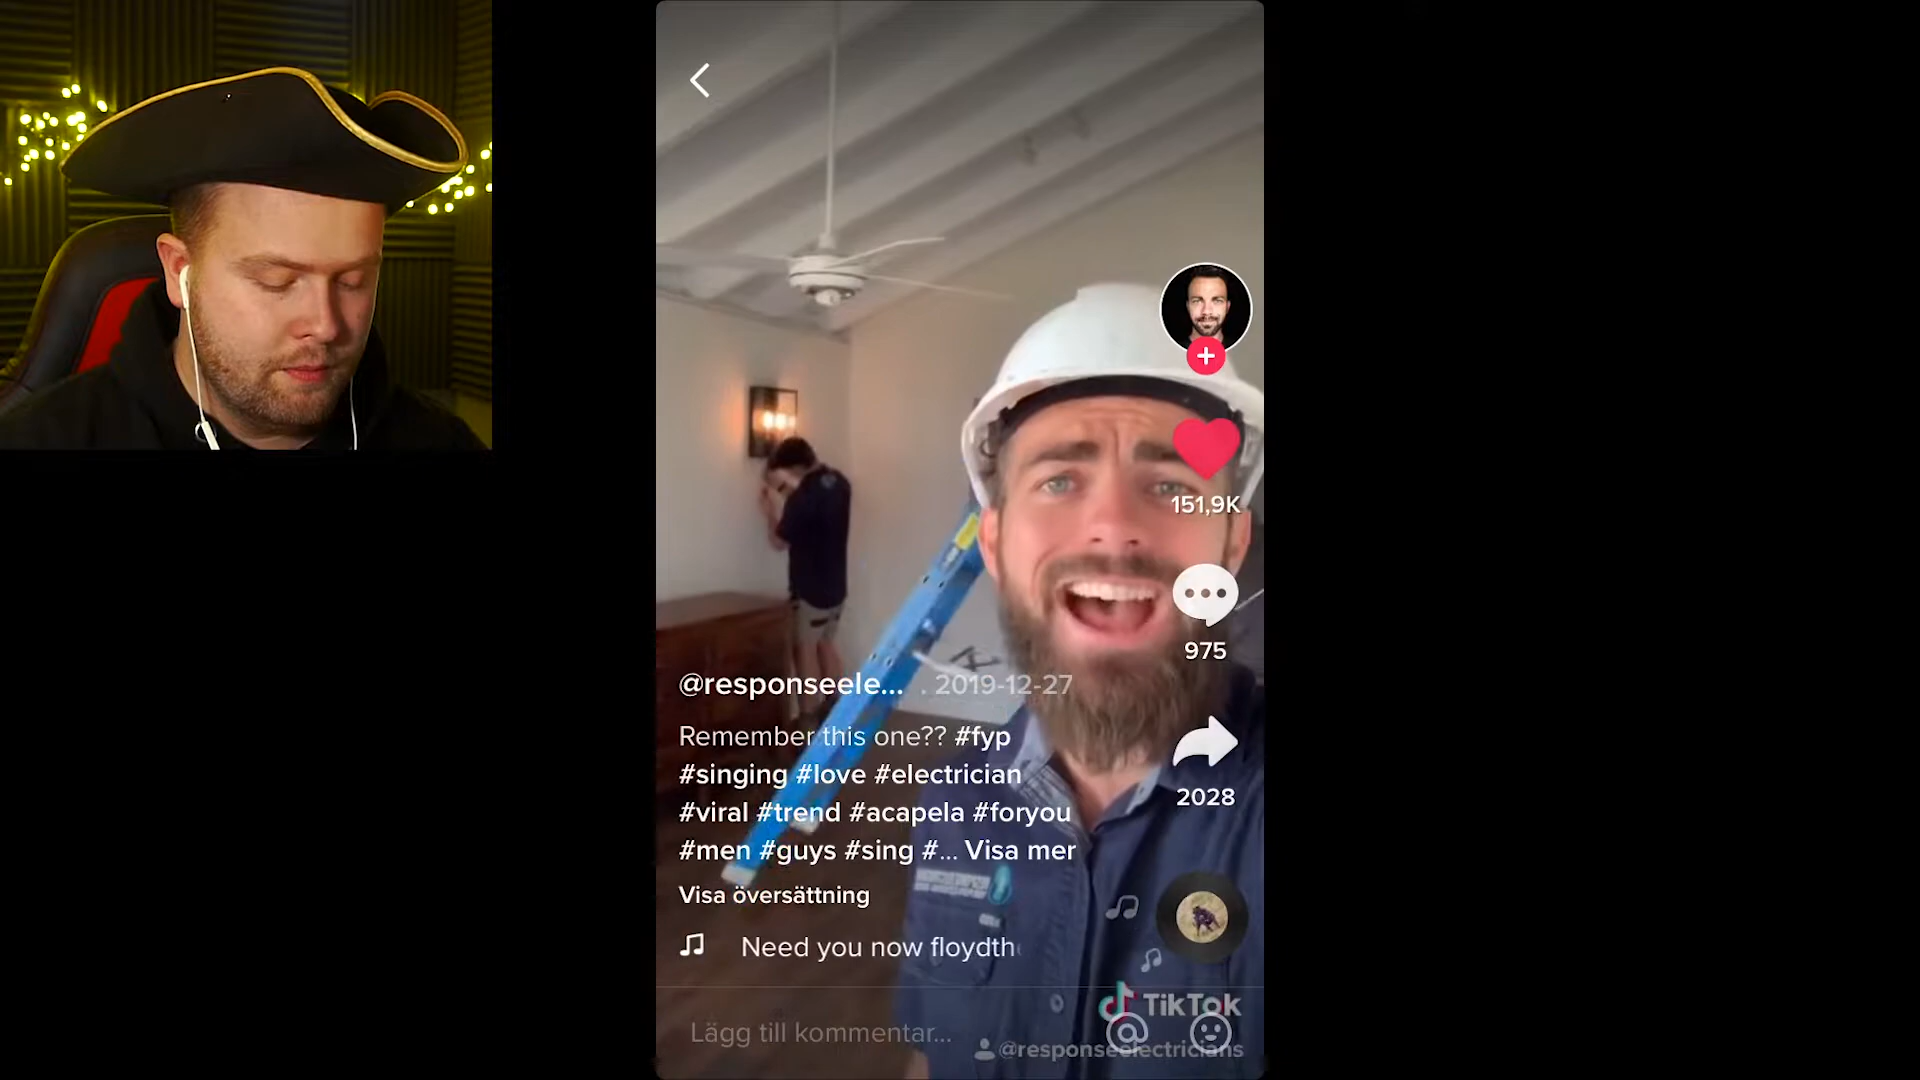 151,9K
975
@responseele... . 2019-12-27
Remember this one?? #fyp
#singing #love #electrician
#viral #trend #acapela #foryou
#men #guys #sing #... Visa mer
2028
Visa översättning
Need you now floydth
TikTok
Lägg till kommentar...
@responseelectricians